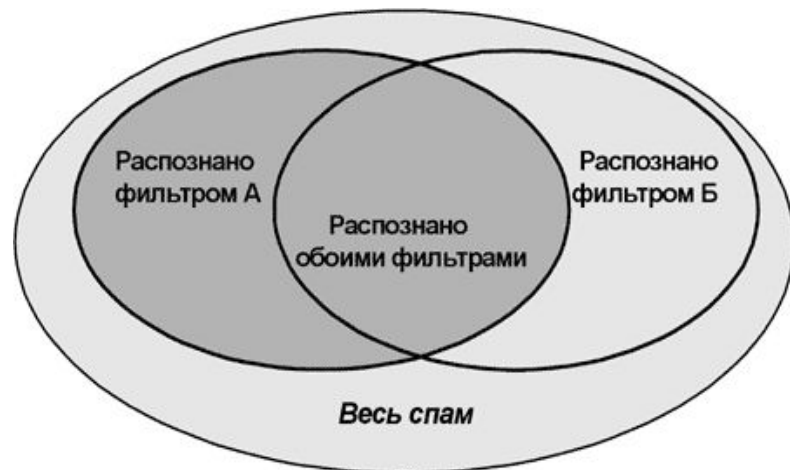 Распознано
фильтром А
Распознано
фильтром Б
Распознано
обоими фильтрами
Весь спам